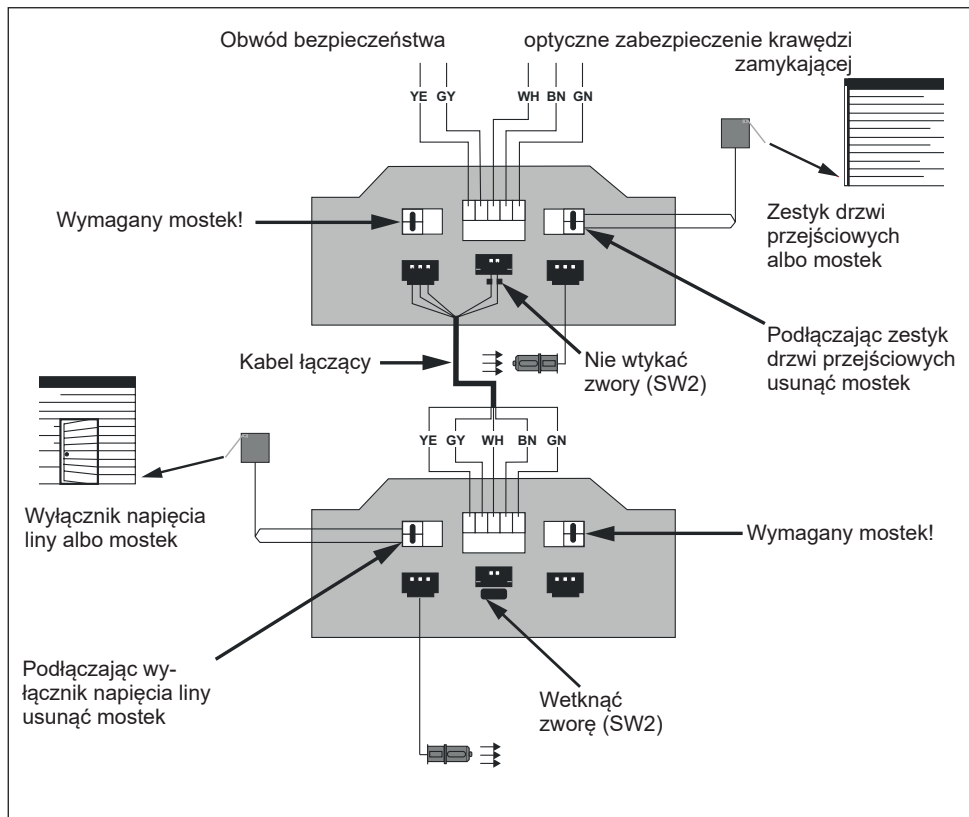 Obwód bezpieczeństwa
optyczne zabezpieczenie krawędzi
zamykającej
YE GY WH BN GN
Wymagany mostek!
Zestyk drzwi
przejściowych
albo mostek
Kabel łączący
Nie wtykać
zwory (SW2)
Podłączając zestyk
drzwi przejściowych
usunąć mostek
YE GY WH BN GN
Wyłącznik napięcia
liny albo mostek
Wymagany mostek!
Podłączając wy-
łącznik napięcia liny
usunąć mostek
Wetknąć
zworę (SW2)